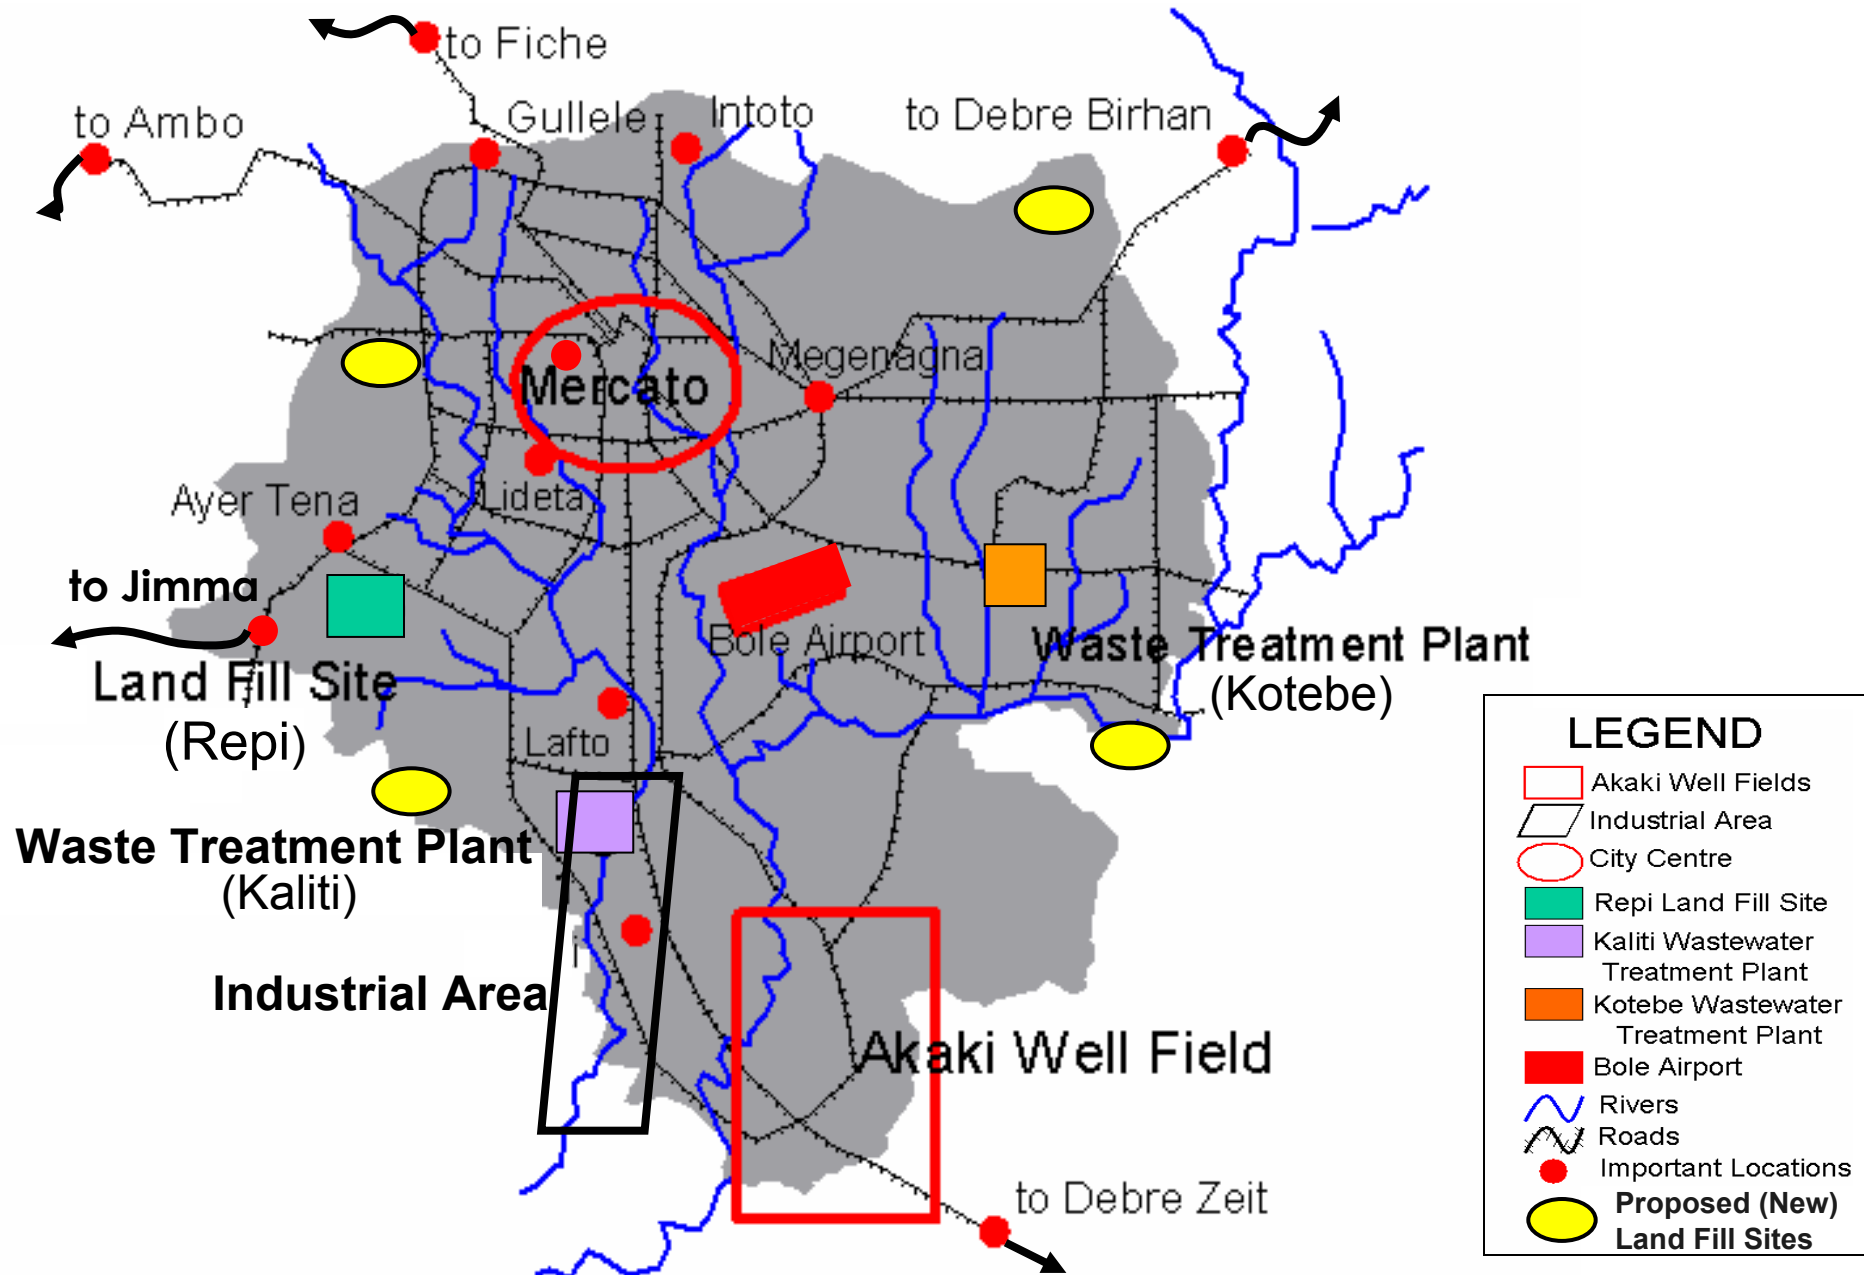 to Fiche
to Ambo
Gullele
Intoto
to Debre Birhan
Megenagna
Mercato
Ayer Tena
Lideta
to Jimma
Bole Airport
Waste Treatment Plant
(Kotebe)
Land Fill Site
(Repi)
Lafto
Waste Treatment Plant
(Kaliti)
Industrial Area
Akaki Well Field
to Debre Zeit
LEGEND
Akaki Well Fields
Industrial Area
City Centre
Repi Land Fill Site
Kaliti Wastewater
Treatment Plant
Kotebe Wastewater
Treatment Plant
Bole Airport
Rivers
Roads
Important Locations
Proposed (New)
Land Fill Sites